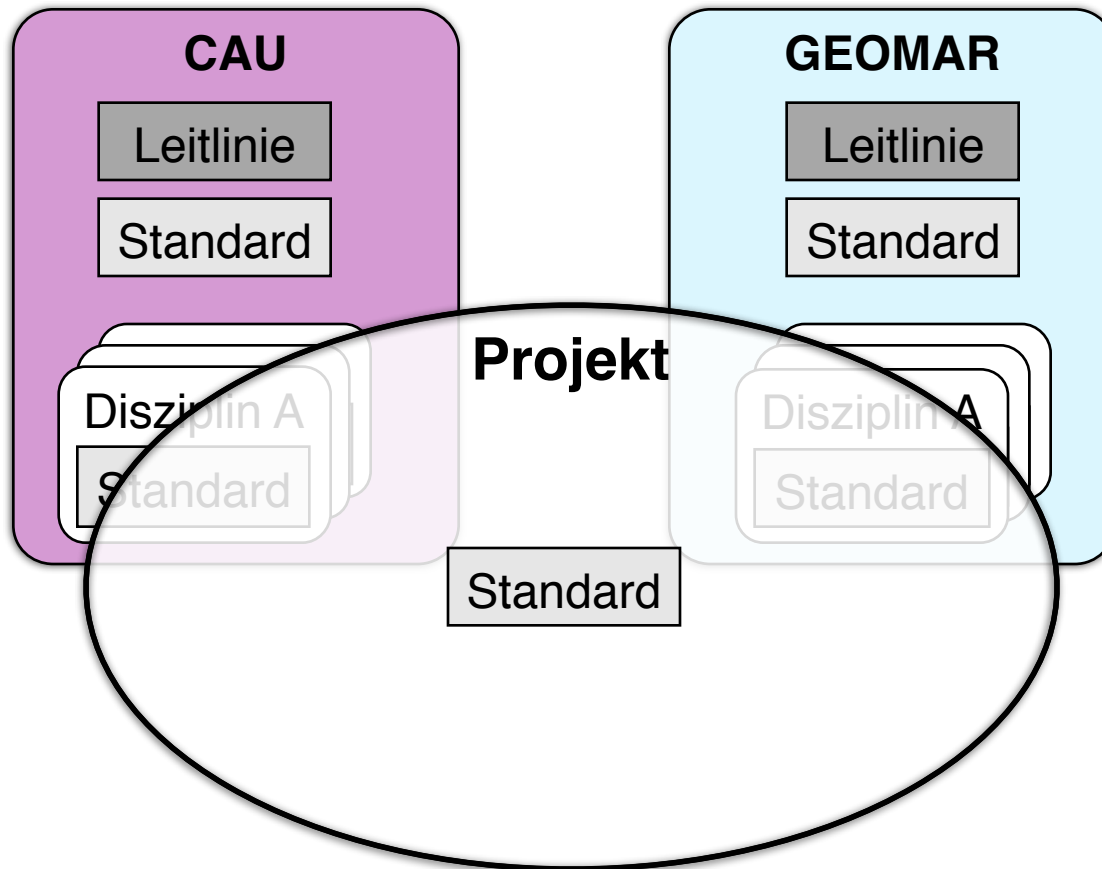 CAU
Leitlinie
Standard
Disziplin A
Standard
GEOMAR
Leitlinie
Standard
Disziplin A
Standard
Projekt
Standard